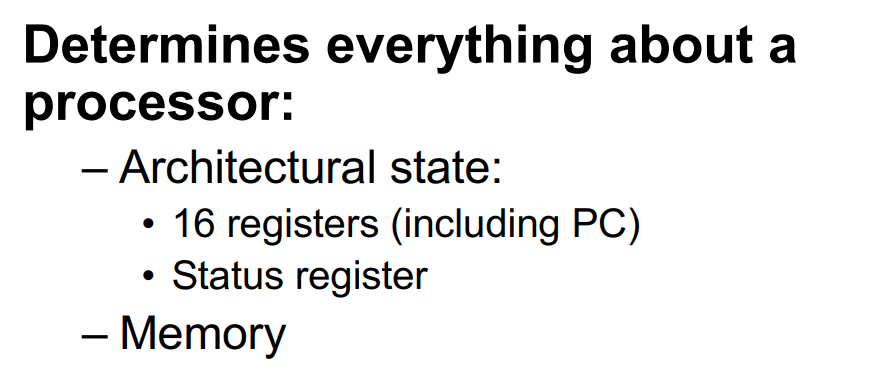 Determines everything about a
processor:
– Architectural state:
• 16 registers (including PC)
• Status register
– Memory